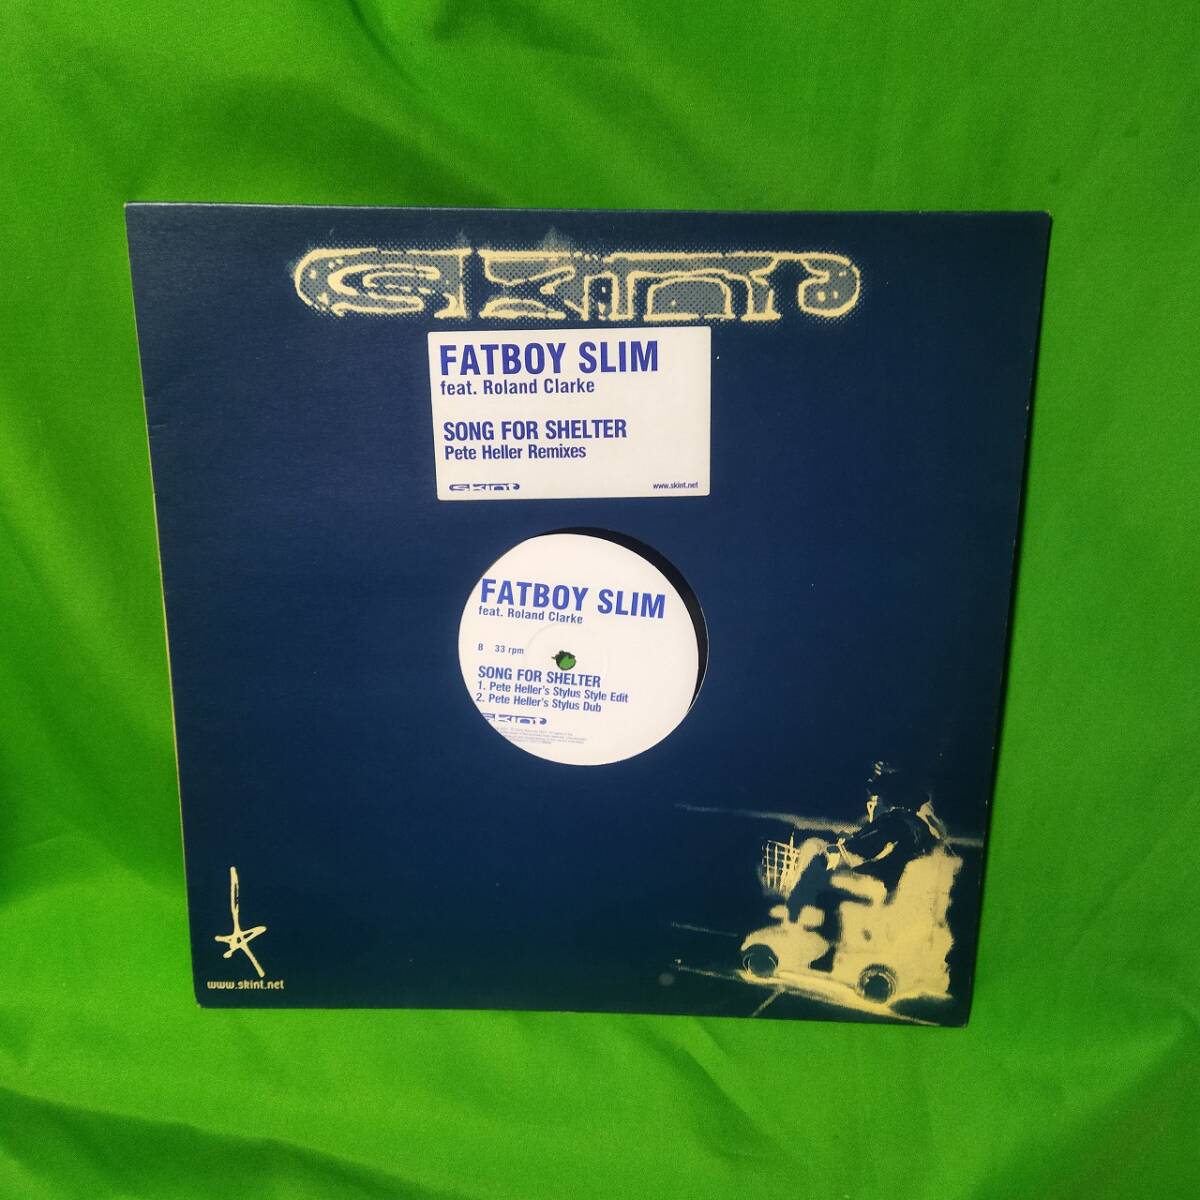 skint
FATBOY SLIM
feat. Roland Clarke
SONG FOR SHELTER
Pete Heller Remixes
skint
www.skint.net
FATBOY SLIM
feat. Roland Clarke
B 33 rpm
SONG FOR SHELTER
1. Pete Heller's Stylus Style Edit
2. Pete Heller's Stylus Dub
skint
www.skint.net